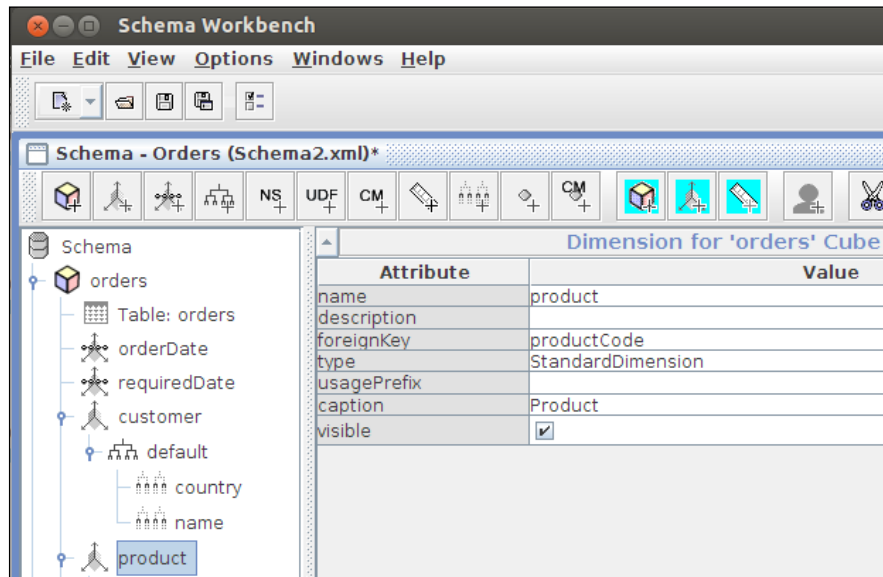 Schema Workbench
File Edit View Options Windows Help
Schema - Orders (Schema2.xml)*
NS UDF CM CM
Schema
orders
Table: orders
orderDate
requiredDate
customer
default
country
name
product
Dimension for 'orders' Cube
Attribute Value
name product
description
foreignKey productCode
type StandardDimension
usagePrefix
caption Product
visible